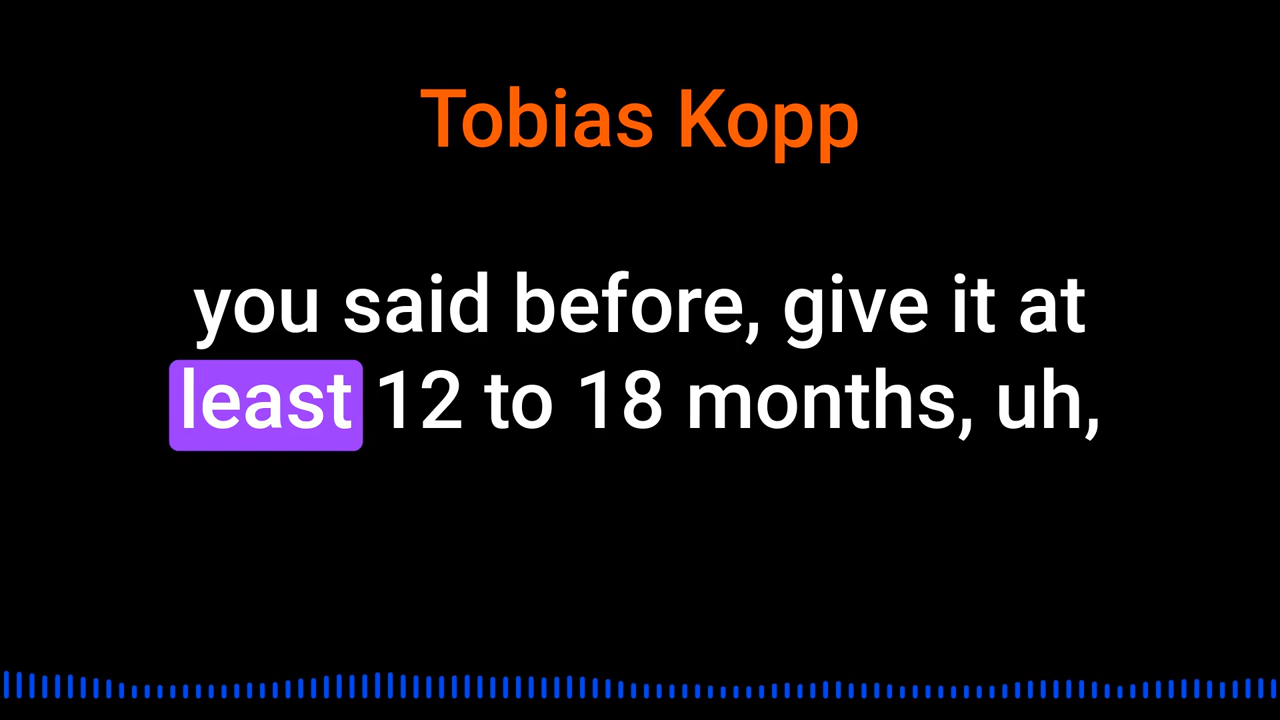 Tobias Kopp
you said before, give it at
least 12 to 18 months, uh,